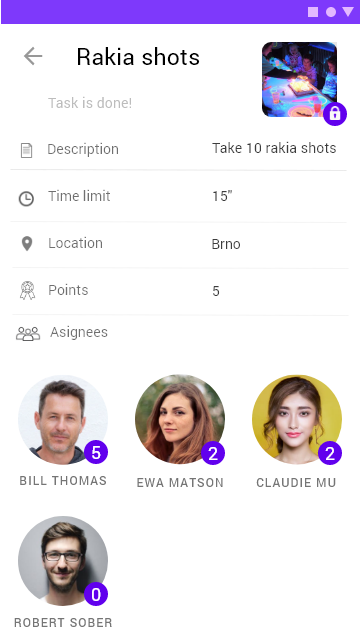 Rakia shots
Task is done!
Description Take 10 rakia shots
Time limit 15"
Location Brno
Points 5
Asignees
5 2 2
BILL THOMAS EWA MATSON CLAUDIE MU
0
ROBERT SOBER